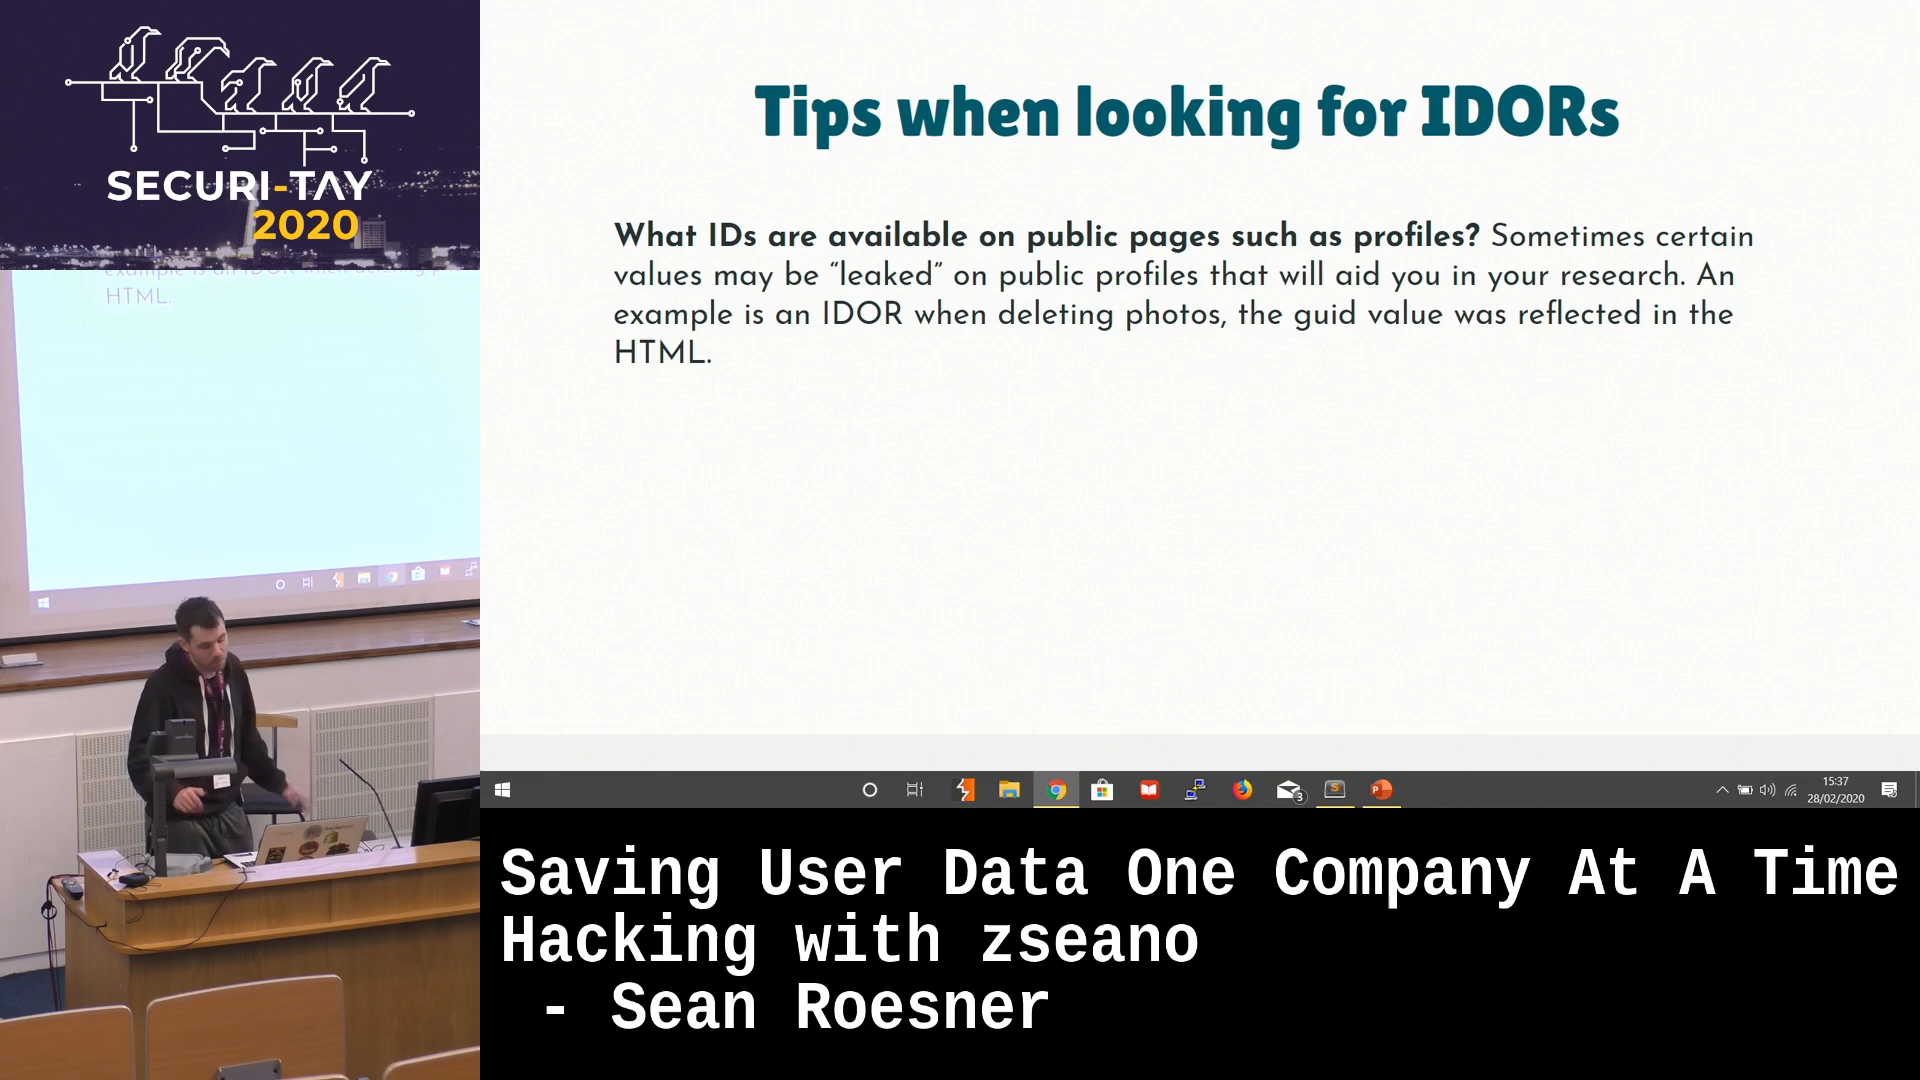 SECURI-TAY
2020
HTML.
Tips when looking for IDORs
What IDs are available on public pages such as profiles? Sometimes certain
values may be “leaked” on public profiles that will aid you in your research. An
example is an IDOR when deleting photos, the guid value was reflected in the
HTML.
3
15:37
28/02/2020
Saving User Data One Company At A Time
Hacking with zseano
- Sean Roesner